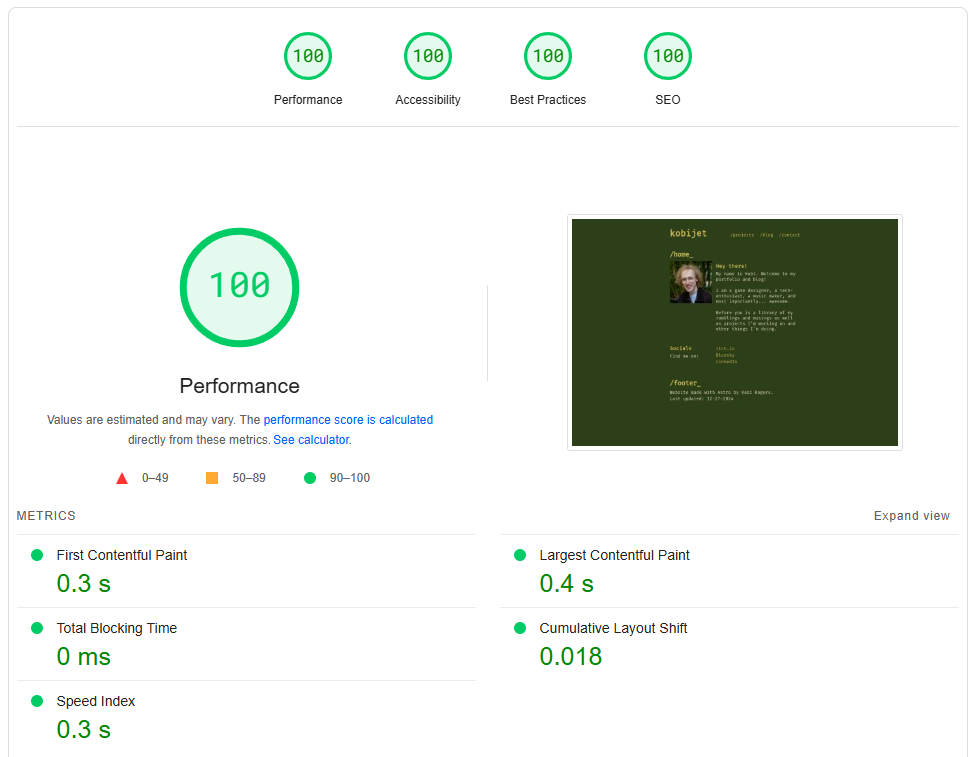 100 100 100 100
Performance Accessibility Best Practices SEO
100
Performance
Values are estimated and may vary. The performance score is calculated
directly from these metrics. See calculator.
0–49 50–89 90–100
kobijet /projects /blog /contact
/home_
Hey there!
My name is Kobi. Welcome to my
portfolio and blog!
I am a game designer, a tech-
enthusiast, a music maker, and
most importantly... awesome.
Before you is a library of my
ramblings and musings as well
as projects I'm working on and
other things I'm doing.
Socials itch.io
Find me on: Bluesky
LinkedIn
/footer_
Website made with Astro by Kobi Rogers.
Last updated: 12-27-2024
METRICS Expand view
First Contentful Paint
0.3 s
Largest Contentful Paint
0.4 s
Total Blocking Time
0 ms
Cumulative Layout Shift
0.018
Speed Index
0.3 s